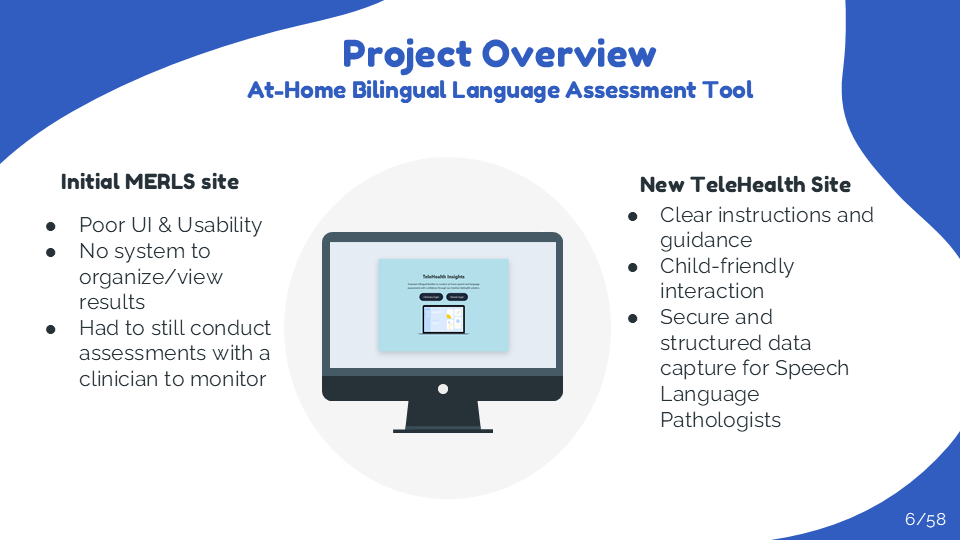 Project Overview
At-Home Bilingual Language Assessment Tool
Initial MERLS site
● Poor UI & Usability
● No system to
organize/view
results
● Had to still conduct
assessments with a
clinician to monitor
TeleHealth Insights
New TeleHealth Site
● Clear instructions and
guidance
● Child-friendly
interaction
● Secure and
structured data
capture for Speech
Language
Pathologists
6/58